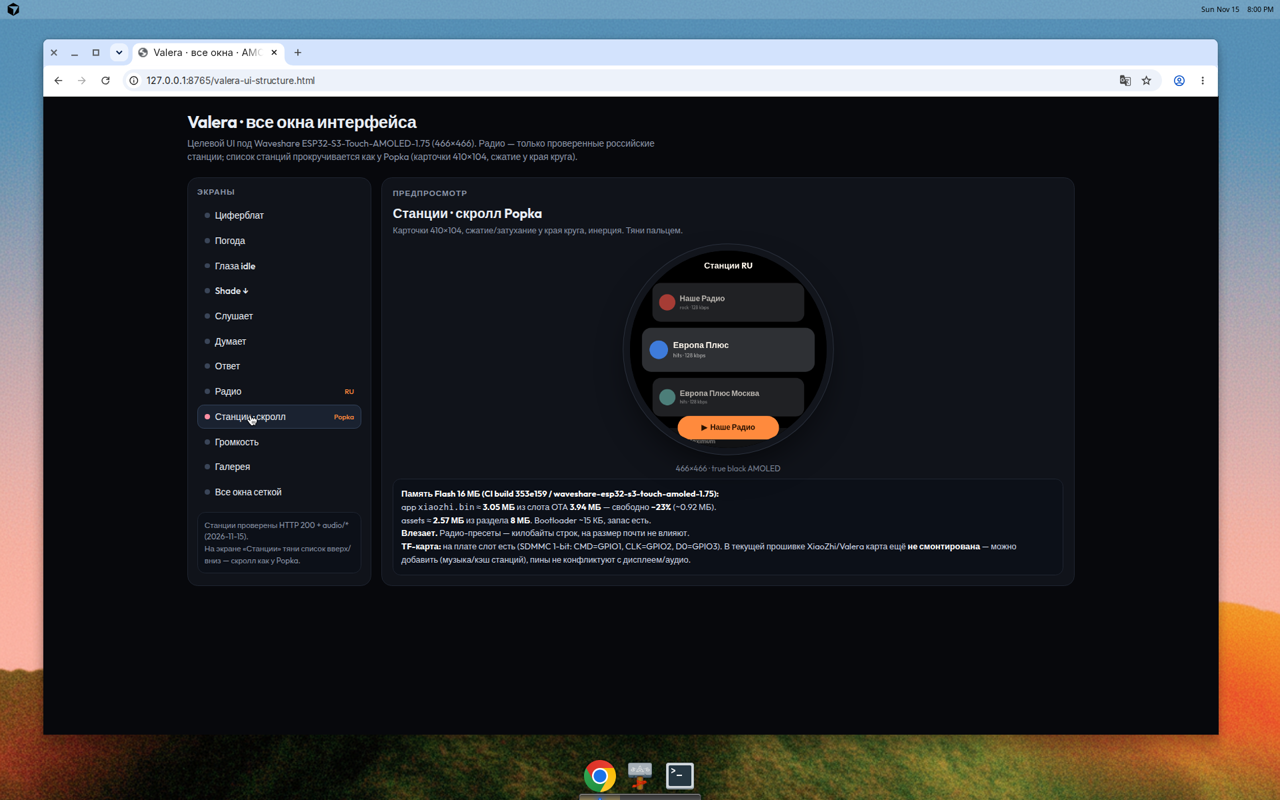 Sun Nov 15 8:00 PM
Valera · все окна · AMO
127.0.0.1:8765/valera-ui-structure.html
Valera · все окна интерфейса
Целевой UI под Waveshare ESP32-S3-Touch-AMOLED-1.75 (466×466). Радио — только проверенные российские
станции; список станций прокручивается как у Popka (карточки 410×104, сжатие у края круга).
ЭКРАНЫ
Циферблат
Погода
Глаза idle
Shade ↓
Слушает
Думает
Ответ
Радио RU
Станции · скролл Popka
Громкость
Галерея
Все окна сеткой
Станции проверены HTTP 200 + audio/*
(2026-11-15).
На экране «Станции» тяни список вверх/
вниз — скролл как у Popka.
ПРЕДПРОСМОТР
Станции · скролл Popka
Карточки 410×104, сжатие/затухание у края круга, инерция. Тяни пальцем.
Станции RU
Наше Радио
rock · 128 kbps
Европа Плюс
hits · 128 kbps
Европа Плюс Москва
hits · 128 kbps
▶ Наше Радио
466×466 · true black AMOLED
Память Flash 16 МБ (CI build 353e159 / waveshare-esp32-s3-touch-amoled-1.75):
app xiaozhi.bin ≈ 3.05 МБ из слота OTA 3.94 МБ — свободно ~23% (~0.92 МБ).
assets ≈ 2.57 МБ из раздела 8 МБ. Bootloader ~15 КБ, запас есть.
Влезает. Радио-пресеты — килобайты строк, на размер почти не влияют.
TF-карта: на плате слот есть (SDMMC 1-bit: CMD=GPIO1, CLK=GPIO2, D0=GPIO3). В текущей прошивке XiaoZhi/Valera карта ещё не смонтирована — можно
добавить (музыка/кэш станций), пины не конфликтуют с дисплеем/аудио.